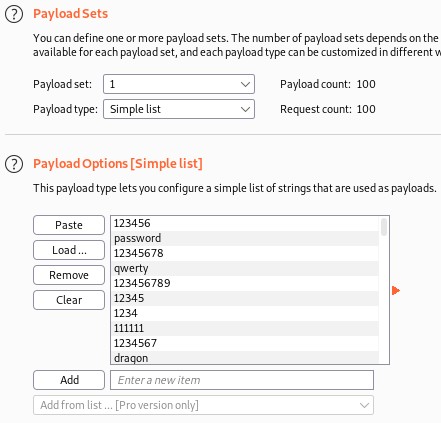 Payload Sets
You can define one or more payload sets. The number of payload sets depends on the
available for each payload set, and each payload type can be customized in different w
Payload set: 1 Payload count: 100
Payload type: Simple list Request count: 100
Payload Options [Simple list]
This payload type lets you configure a simple list of strings that are used as payloads.
Paste
Load ...
Remove
Clear
123456
password
12345678
qwerty
123456789
12345
1234
111111
1234567
dragon
Add Enter a new item
Add from list ... [Pro version only]